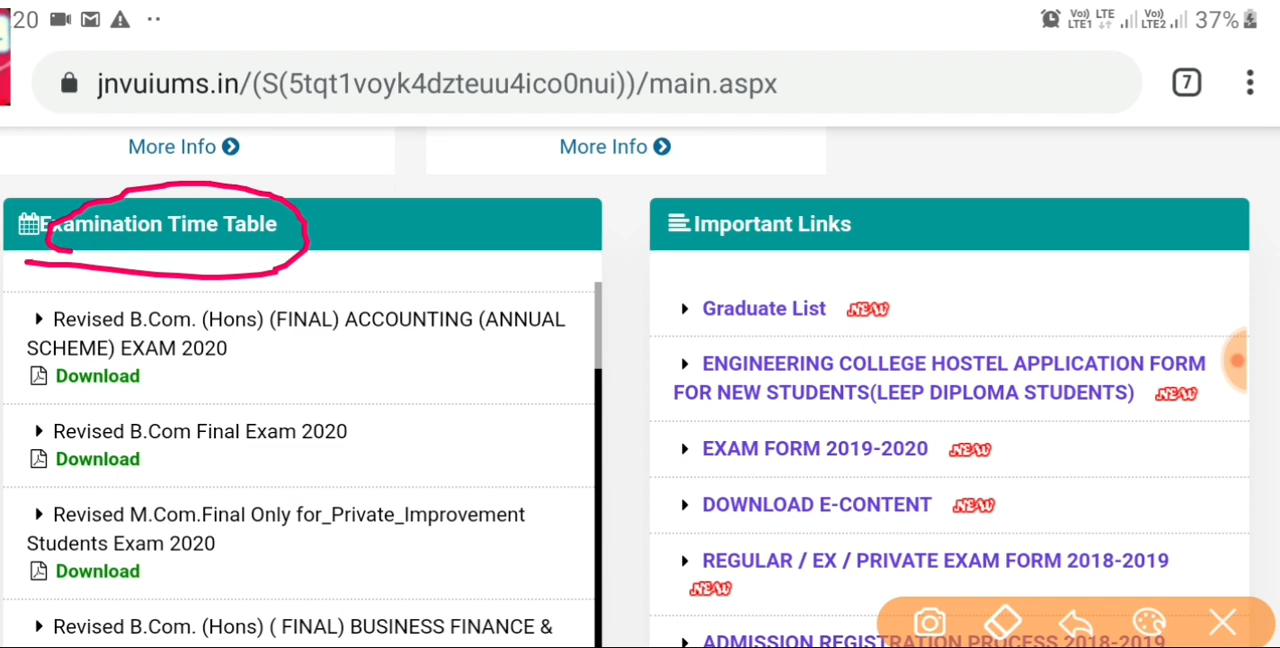 20
Vo) LTE1 LTE Vo) LTE2 37%
jnvuiums.in/(S(5tqt1voyk4dzteuu4ico0nui))/main.aspx
7
More Info
More Info
Examination Time Table
Revised B.Com. (Hons) (FINAL) ACCOUNTING (ANNUAL
SCHEME) EXAM 2020
Download
Revised B.Com Final Exam 2020
Download
Revised M.Com.Final Only for_Private_Improvement
Students Exam 2020
Download
Revised B.Com. (Hons) ( FINAL) BUSINESS FINANCE &
Important Links
Graduate List NEW
ENGINEERING COLLEGE HOSTEL APPLICATION FORM
FOR NEW STUDENTS(LEEP DIPLOMA STUDENTS) NEW
EXAM FORM 2019-2020 NEW
DOWNLOAD E-CONTENT NEW
REGULAR / EX / PRIVATE EXAM FORM 2018-2019
NEW
ADMISSION REGISTRATION PROCESS 2018-2019